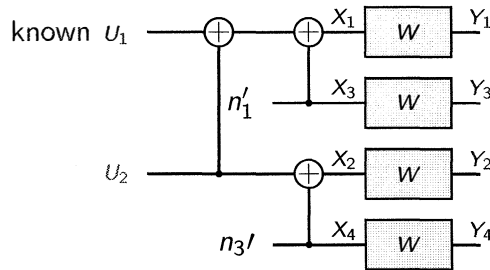 known U₁ X₁ W Y₁
n′₁ X₃ W Y₃
U₂ X₂ W Y₂
n₃′ X₄ W Y₄